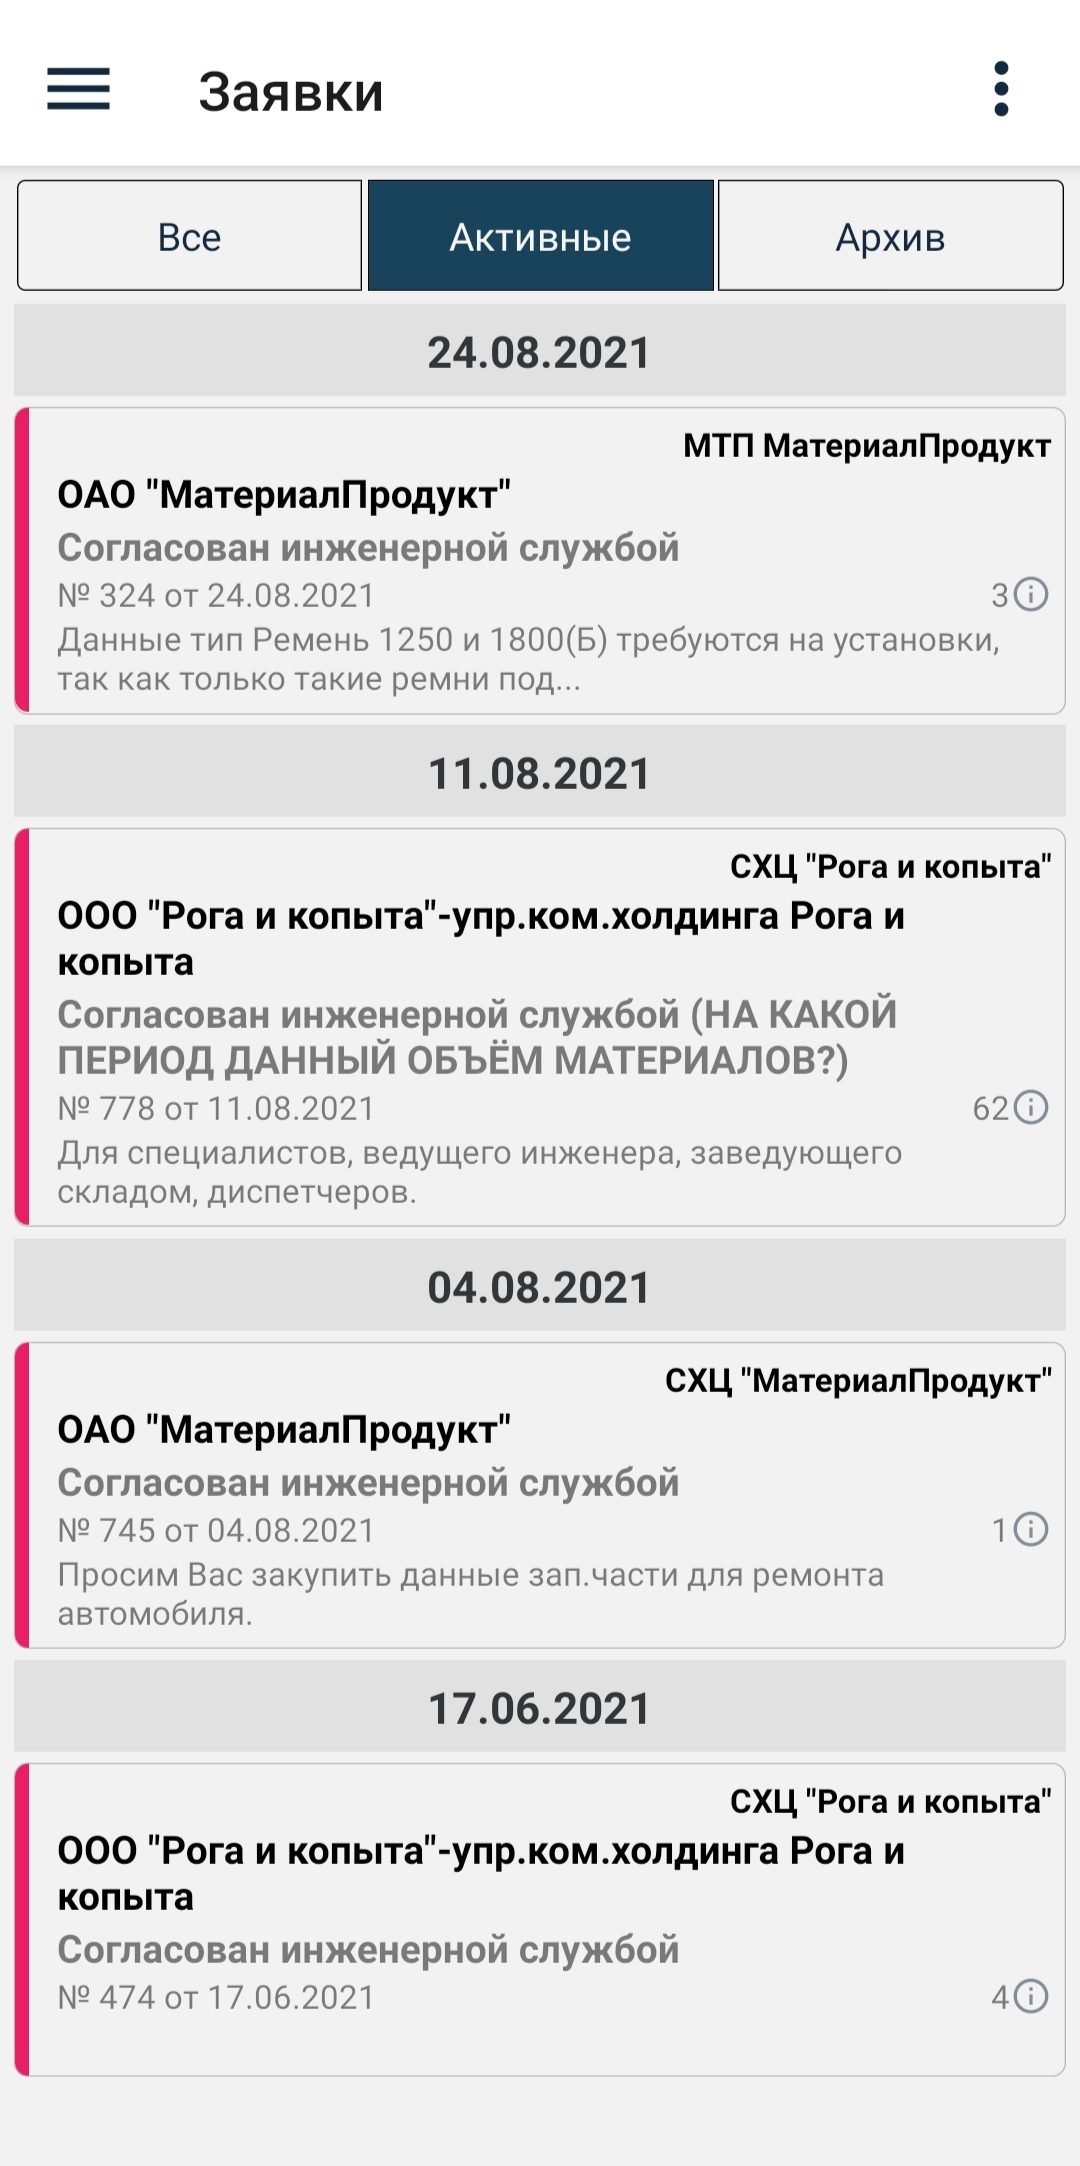 Заявки
Все
Активные
Архив
24.08.2021
МТП МатериалПродукт
ОАО "МатериалПродукт"
Согласован инженерной службой
№ 324 от 24.08.2021
3
Данные тип Ремень 1250 и 1800(Б) требуются на установки,
так как только такие ремни под...
11.08.2021
СХЦ "Рога и копыта"
ООО "Рога и копыта"-упр.ком.холдинга Рога и
копыта
Согласован инженерной службой (НА КАКОЙ
ПЕРИОД ДАННЫЙ ОБЪЁМ МАТЕРИАЛОВ?)
№ 778 от 11.08.2021
62
Для специалистов, ведущего инженера, заведующего
складом, диспетчеров.
04.08.2021
СХЦ "МатериалПродукт"
ОАО "МатериалПродукт"
Согласован инженерной службой
№ 745 от 04.08.2021
1
Просим Вас закупить данные зап.части для ремонта
автомобиля.
17.06.2021
СХЦ "Рога и копыта"
ООО "Рога и копыта"-упр.ком.холдинга Рога и
копыта
Согласован инженерной службой
№ 474 от 17.06.2021
4